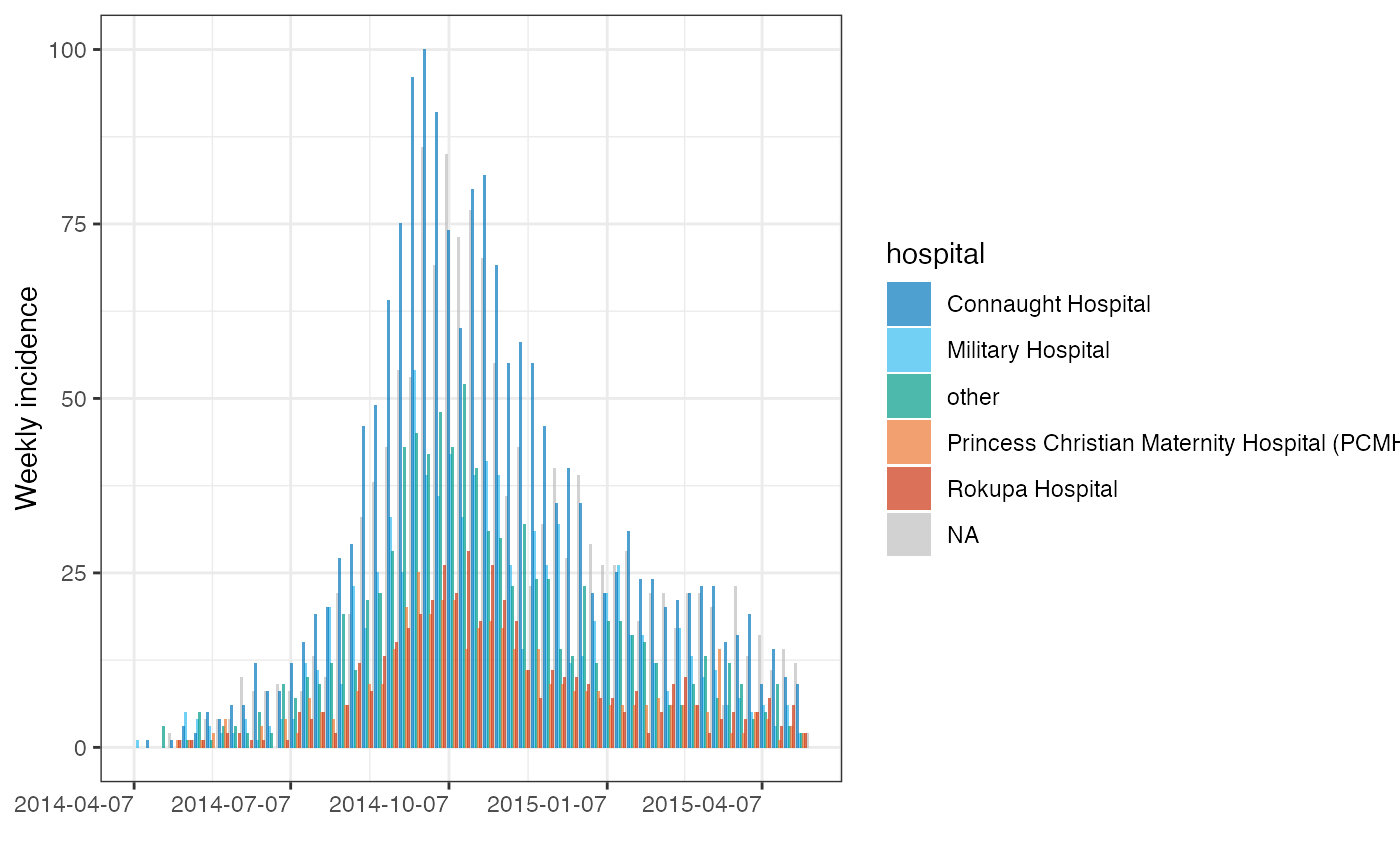 100
75
50
25
0
Weekly incidence
2014-04-07
2014-07-07
2014-10-07
2015-01-07
2015-04-07
hospital
Connaught Hospital
Military Hospital
other
Princess Christian Maternity Hospital (PCMH
Rokupa Hospital
NA